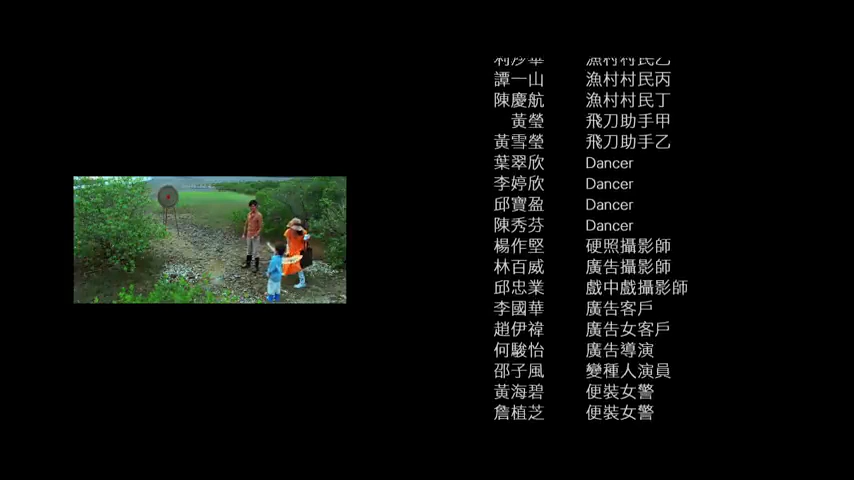 譚一山 漁村村民丙
陳慶航 漁村村民丁
黃瑩 飛刀助手甲
黃雪瑩 飛刀助手乙
葉翠欣 Dancer
李婷欣 Dancer
邱寶盈 Dancer
陳秀芬 Dancer
楊作堅 硬照攝影師
林百威 廣告攝影師
邱忠業 戲中戲攝影師
李國華 廣告客戶
趙伊禕 廣告女客戶
何駿怡 廣告導演
邵子風 變種人演員
黃海碧 便裝女警
詹植芝 便裝女警